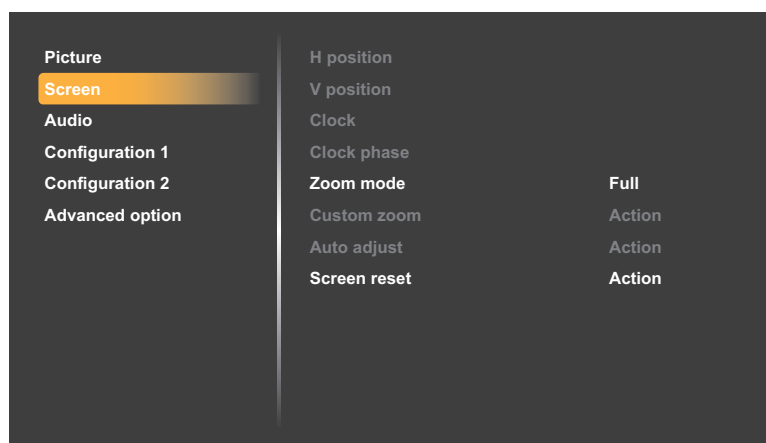 Picture
Screen
Audio
Configuration 1
Configuration 2
Advanced option
H position
V position
Clock
Clock phase
Zoom mode Full
Custom zoom Action
Auto adjust Action
Screen reset Action